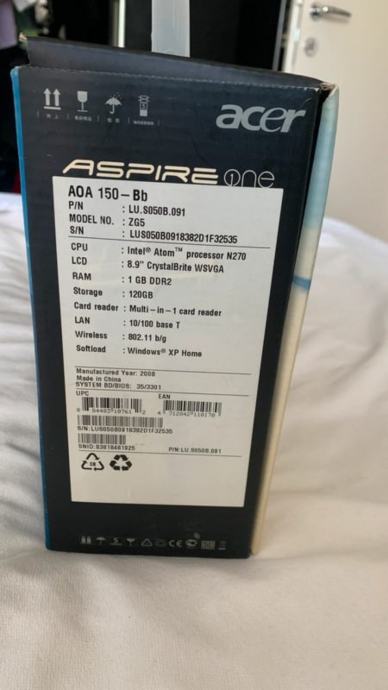 acer
ASPIRE one
AOA 150-Bb
P/N : LU.S050B.091
MODEL NO. : ZG5
S/N : LUS050B0918382D1F32535
CPU : Intel® Atom™ processor N270
LCD : 8.9" CrystalBrite WSVGA
RAM : 1 GB DDR2
Storage : 120GB
Card reader : Multi-in-1 card reader
LAN : 10/100 base T
Wireless : 802.11 b/g
Softload : Windows® XP Home
Manufactured Year: 2008
Made in China
SYSTEM BD/BIOS: 35/3301
UPC EAN
S/N:LUS050B0918382D1F32535
SNID:83818481925 P/N:LU.S050B.091